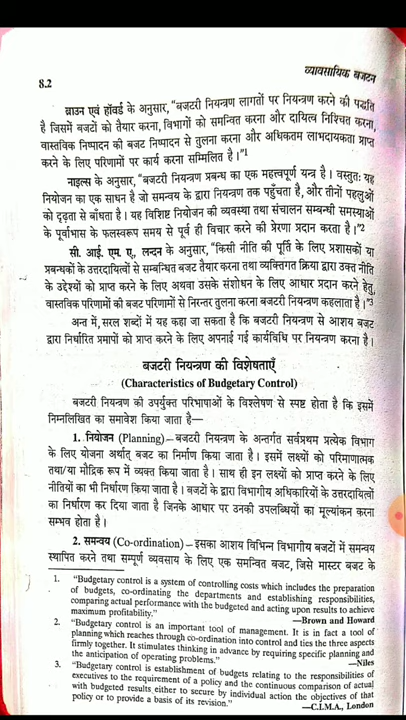 8.2
व्यावसायिक बजटन
ब्राउन एवं हॉवर्ड के अनुसार, “बजटरी नियन्त्रण लागतों पर नियन्त्रण करने की पद्धति
है जिसमें बजटों को तैयार करना, विभागों को समन्वित करना और दायित्व निश्चित करना,
वास्तविक निष्पादन की बजट निष्पादन से तुलना करना और अधिकतम लाभदायकता प्राप्त
करने के लिए परिणामों पर कार्य करना सम्मिलित है।”1
नाइल्स के अनुसार, “बजटरी नियन्त्रण प्रबन्ध का एक महत्वपूर्ण यन्त्र है। वस्तुतः यह
नियोजन का एक साधन है जो समन्वय के द्वारा नियन्त्रण तक पहुँचता है, और तीनों पहलुओं
को दृढ़ता से बाँधता है। यह विशिष्ट नियोजन की व्यवस्था तथा संचालन सम्बन्धी समस्याओं
के पूर्वाभास के फलस्वरूप समय से पूर्व ही विचार करने की प्रेरणा प्रदान करता है।”2
सी. आई. एम. ए., लन्दन के अनुसार, “किसी नीति की पूर्ति के लिए प्रशासकों या
प्रबन्धकों के उत्तरदायित्वों से सम्बन्धित बजट तैयार करना तथा व्यक्तिगत क्रिया द्वारा उक्त नीति
के उद्देश्यों को प्राप्त करने के लिए अथवा उसके संशोधन के लिए आधार प्रदान करने हेतु,
वास्तविक परिणामों की बजट परिणामों से निरन्तर तुलना करना बजटरी नियन्त्रण कहलाता है।”3
अन्त में, सरल शब्दों में यह कहा जा सकता है कि बजटरी नियन्त्रण से आशय बजट
द्वारा निर्धारित प्रमापों को प्राप्त करने के लिए अपनाई गई कार्यविधि पर नियन्त्रण करना है।
बजटरी नियन्त्रण की विशेषताएँ
(Characteristics of Budgetary Control)
बजटरी नियन्त्रण को उपर्युक्त परिभाषाओं के विश्लेषण से स्पष्ट होता है कि इसमें
निम्नलिखित का समावेश किया जाता है—
1. नियोजन (Planning)–बजटरी नियन्त्रण के अन्तर्गत सर्वप्रथम प्रत्येक विभाग
के लिए योजना अर्थात् बजट का निर्माण किया जाता है। इसमें लक्ष्यों को परिमाणात्मक
तथा/या मौद्रिक रूप में व्यक्त किया जाता है। साथ ही इन लक्ष्यों को प्राप्त करने के लिए
नीतियों का भी निर्धारण किया जाता है। बजटों के द्वारा विभागीय अधिकारियों के उत्तरदायित्वों
का निर्धारण कर दिया जाता है जिनके आधार पर उनकी उपलब्धियों का मूल्यांकन करना
सम्भव होता है।
2. समन्वय (Co-ordination) – इसका आशय विभिन्न विभागीय बजटों में समन्वय
स्थापित करने तथा सम्पूर्ण व्यवसाय के लिए एक समन्वित बजट, जिसे मास्टर बजट के
1. “Budgetary control is a system of controlling costs which includes the preparation
of budgets, co-ordinating the departments and establishing responsibilities,
comparing actual performance with the budgeted and acting upon results to achieve
maximum profitability.” —Brown and Howard
2. “Budgetary control is an important tool of management. It is in fact a tool of
planning which reaches through co-ordination into control and ties the three aspects
firmly together. It stimulates thinking in advance by requiring specific planning and
the anticipation of operating problems.” —Niles
3. “Budgetary control is establishment of budgets relating to the responsibilities of
executives to the requirement of a policy and the continuous comparison of actual
with budgeted results either to secure by individual action the objectives of that
policy or to provide a basis of its revision.” —C.I.M.A., London